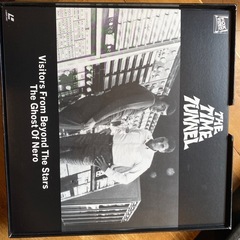 THE
TIME
TUNNEL
Visitors From Beyond The Stars
The Ghost Of Nero